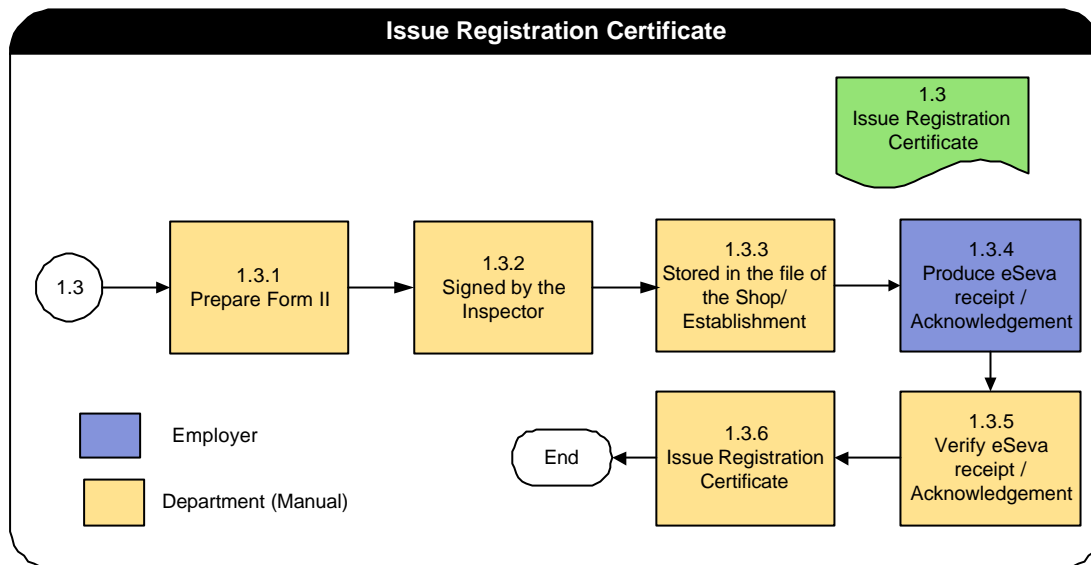 Issue Registration Certificate
1.3
Issue Registration
Certificate
1.3
1.3.1
Prepare Form II
1.3.2
Signed by the
Inspector
1.3.3
Stored in the file of
the Shop/
Establishment
1.3.4
Produce eSeva
receipt /
Acknowledgement
Employer
Department (Manual)
End
1.3.6
Issue Registration
Certificate
1.3.5
Verify eSeva
receipt /
Acknowledgement